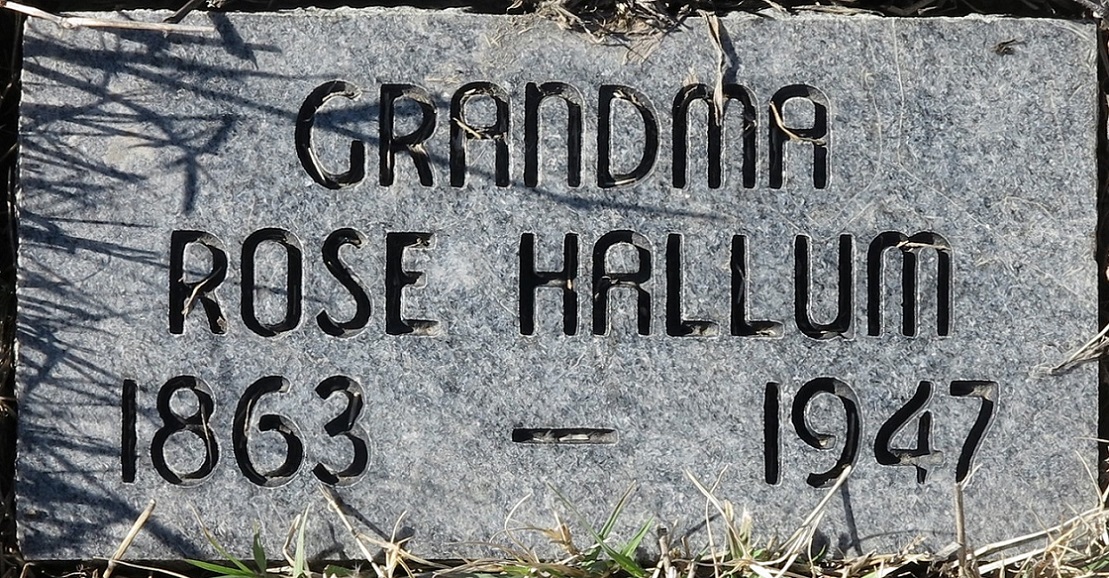 GRANDMA
ROSE HALLUM
1863 — 1947